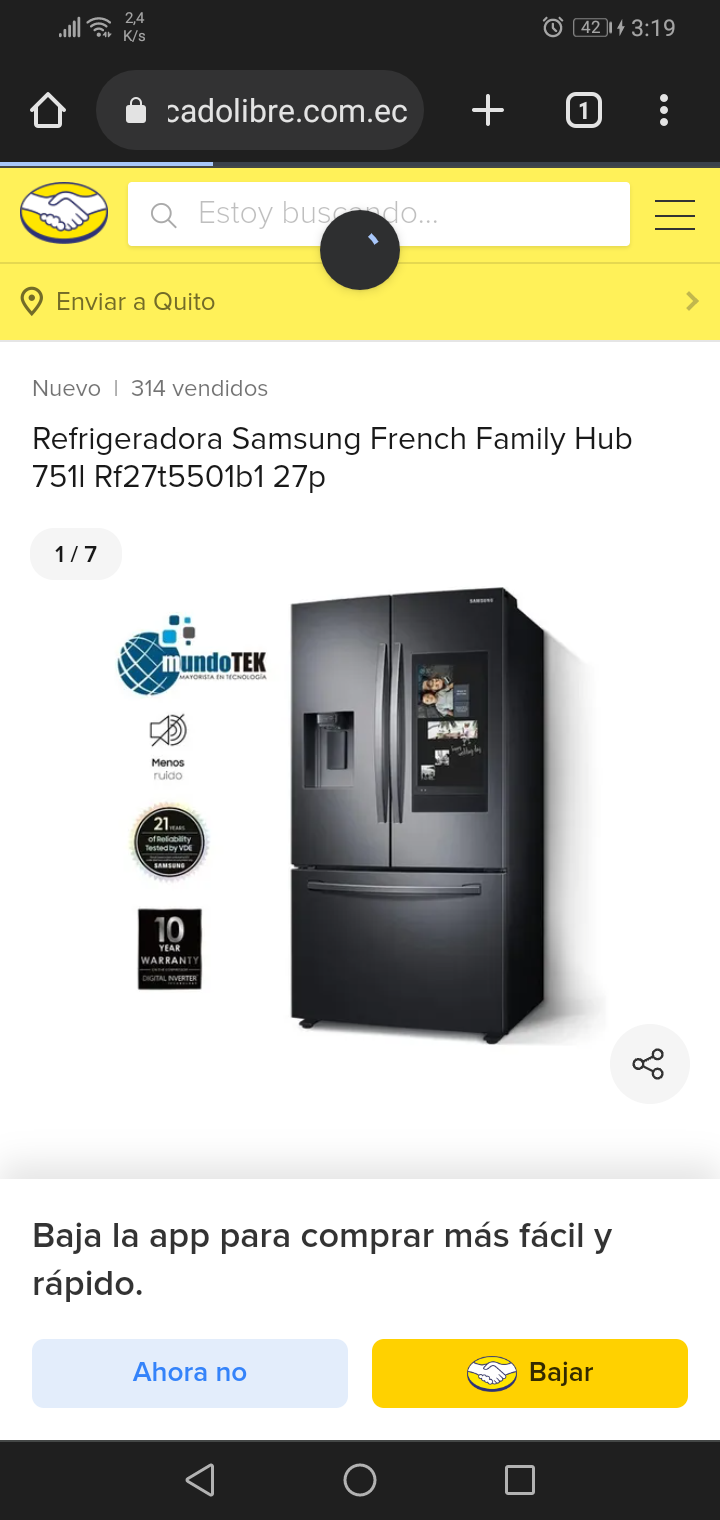 2,4
K/s
42
3:19
cadolibre.com.ec
1
Estoy buscando...
Enviar a Quito
Nuevo | 314 vendidos
Refrigeradora Samsung French Family Hub
751l Rf27t5501b1 27p
1 / 7
SAMSUNG
mundoTEK
MAYORISTA EN TECNOLOGÍA
Menos
ruido
21 YEARS
of Reliability
Tested by VDE
SAMSUNG
10
YEAR
WARRANTY
DIGITAL INVERTER
Baja la app para comprar más fácil y
rápido.
Ahora no
Bajar